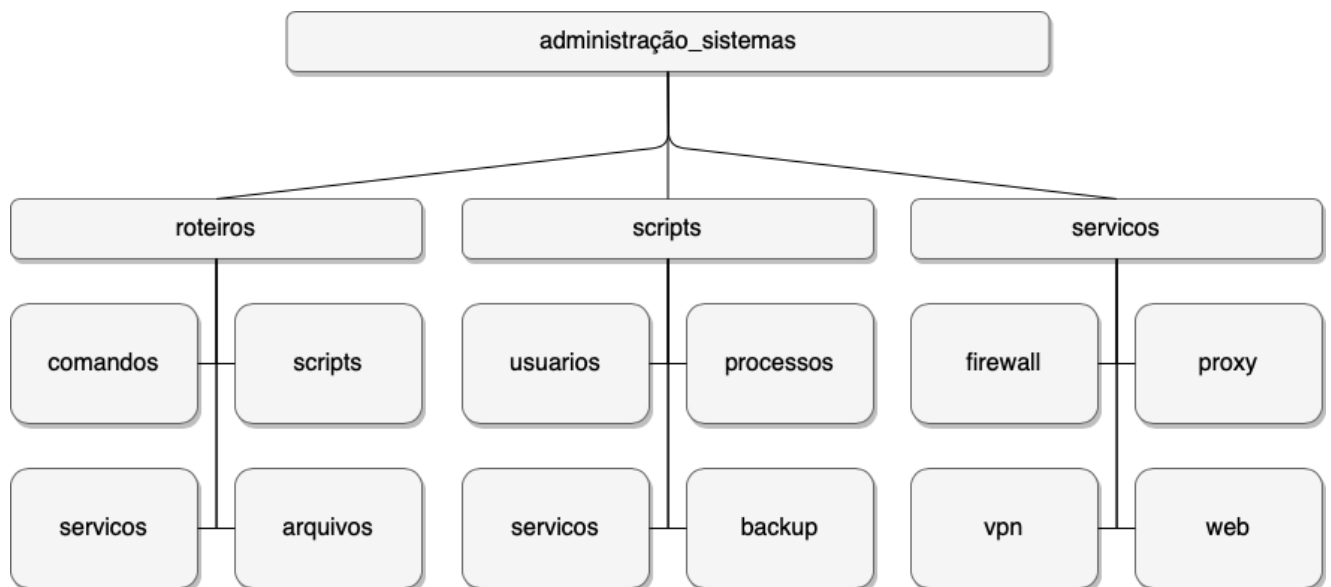 administração_sistemas
roteiros
scripts
servicos
comandos
scripts
usuarios
processos
firewall
proxy
servicos
arquivos
servicos
backup
vpn
web